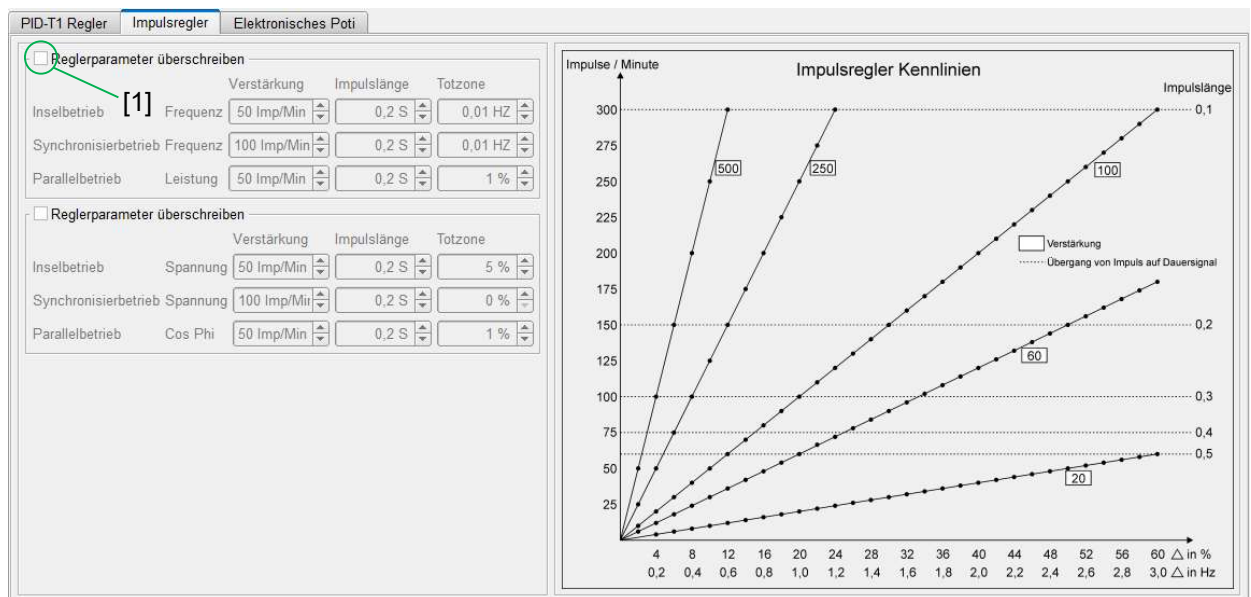 PID-T1 Regler Impulsregler Elektronisches Poti
Reglerparameter überschreiben
[1]
Verstärkung Impulslänge Totzone
Inselbetrieb Frequenz 50 Imp/Min 0,2 S 0,01 HZ
Synchronisierbetrieb Frequenz 100 Imp/Min 0,2 S 0,01 HZ
Parallelbetrieb Leistung 50 Imp/Min 0,2 S 1 %
Reglerparameter überschreiben
Verstärkung Impulslänge Totzone
Inselbetrieb Spannung 50 Imp/Min 0,2 S 5 %
Synchronisierbetrieb Spannung 100 Imp/Mir 0,2 S 0 %
Parallelbetrieb Cos Phi 50 Imp/Min 0,2 S 1 %
Impulse / Minute
Impulsregler Kennlinien
Impulslänge
300 0,1
275
500 250 100
250
225
Verstärkung
200
Übergang von Impuls auf Dauersignal
175
150 0,2
60
125
100 0,3
75 0,4
0,5
50
20
25
4 8 12 16 20 24 28 32 36 40 44 48 52 56 60 △ in %
0,2 0,4 0,6 0,8 1,0 1,2 1,4 1,6 1,8 2,0 2,2 2,4 2,6 2,8 3,0 △ in Hz